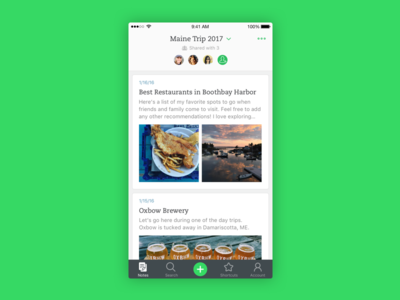 9:41 AM
100%
Maine Trip 2017
Shared with 3
1/16/16
Best Restaurants in Boothbay Harbor
Here's a list of my favorite spots to go when
friends and family come to visit. Feel free to add
any other recommendations! I love exploring...
1/16/16
Oxbow Brewery
Let's go here during one of the day trips.
Oxbow is tucked away in Damariscotta, ME.
Notes Search Shortcuts Account